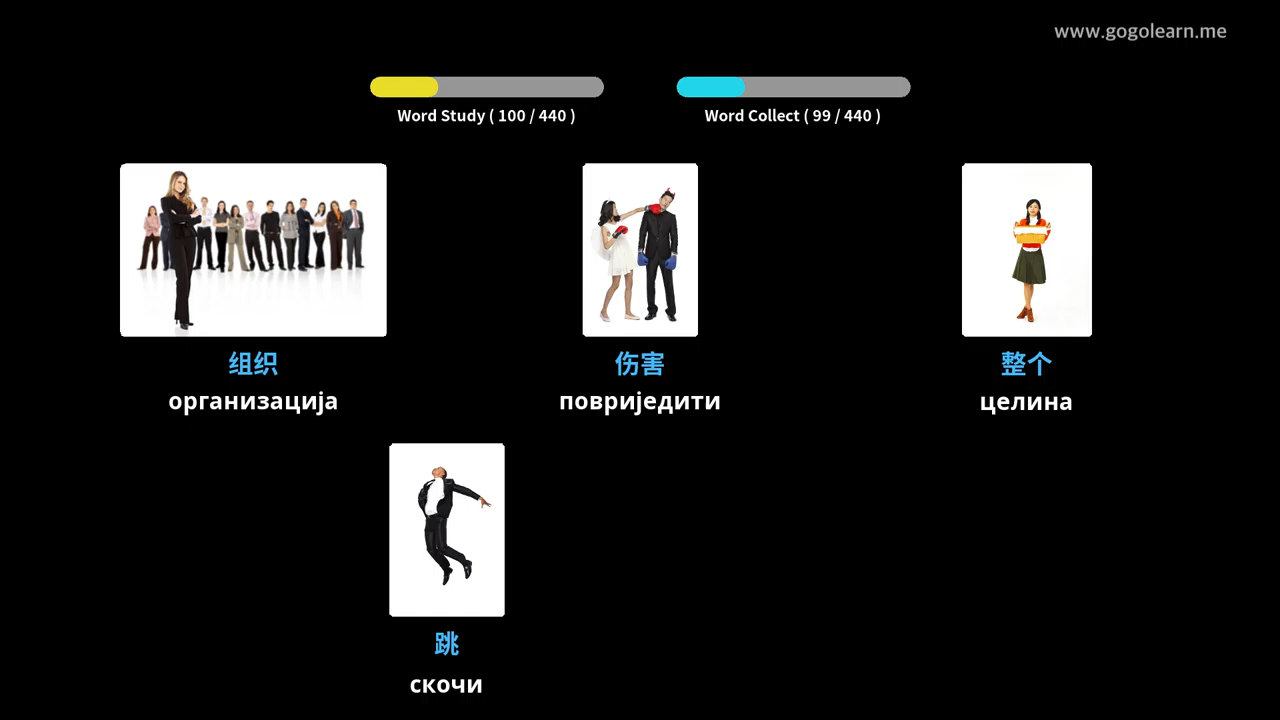 www.gogolearn.me
Word Study ( 100 / 440 )
Word Collect ( 99 / 440 )
组织
伤害
整个
организација
повриједити
целина
跳
скочи